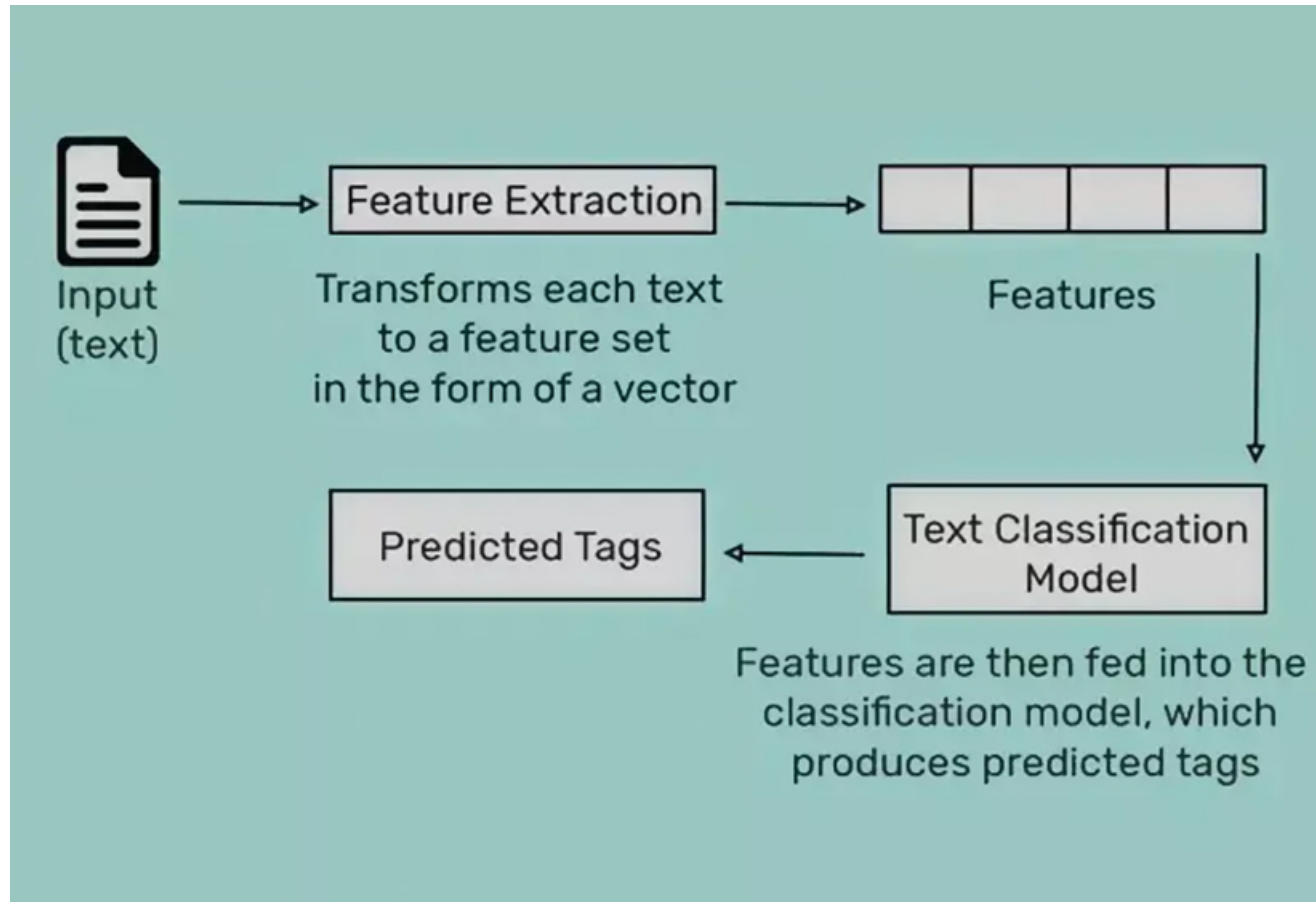 Input
(text)
Feature Extraction
Transforms each text
to a feature set
in the form of a vector
Features
Text Classification
Model
Features are then fed into the
classification model, which
produces predicted tags
Predicted Tags